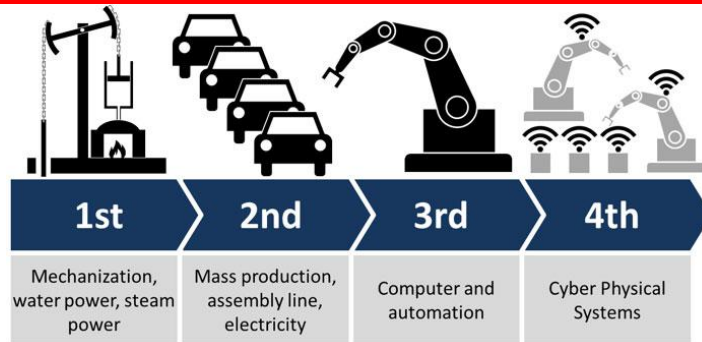 1st
2nd
3rd
4th
Mechanization,
water power, steam
power
Mass production,
assembly line,
electricity
Computer and
automation
Cyber Physical
Systems